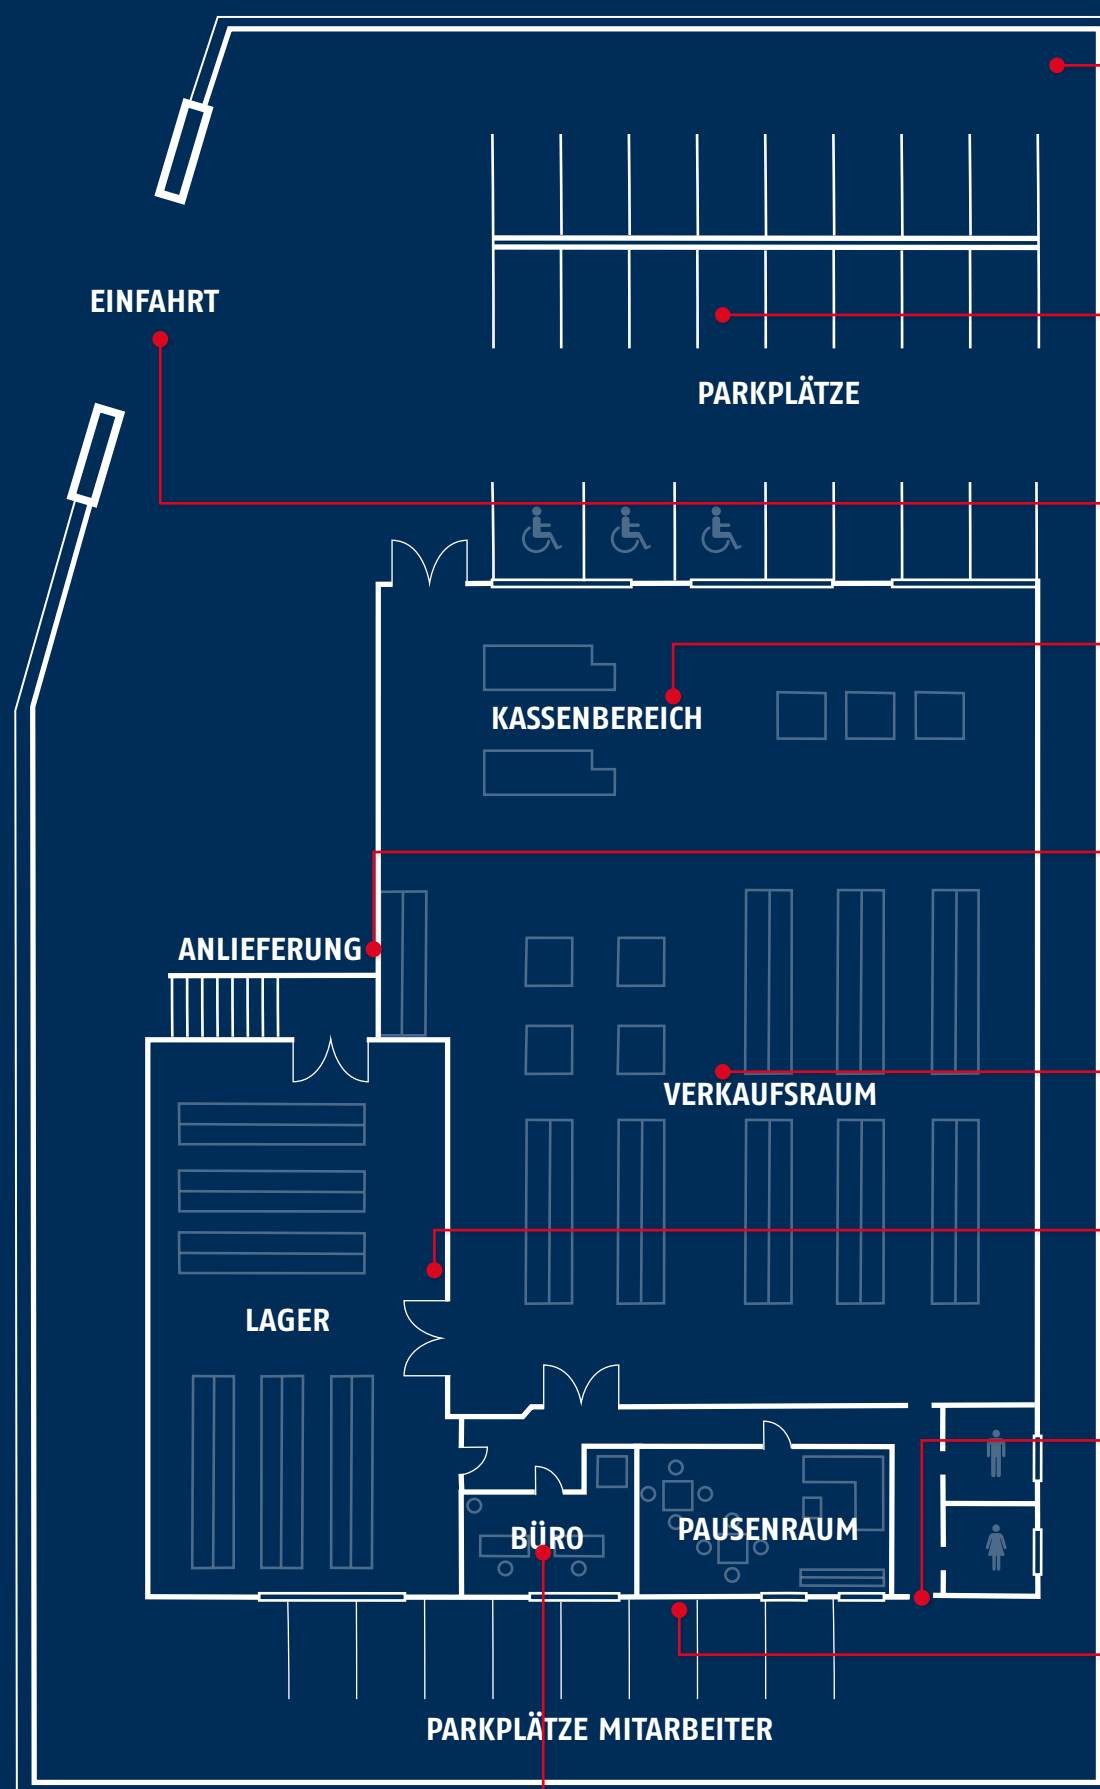 EINFAHRT
PARKPLÄTZE
KASSENBEREICH
ANLIEFERUNG
VERKAUFSRAUM
LAGER
BÜRO
PAUSENRAUM
PARKPLÄTZE MITARBEITER